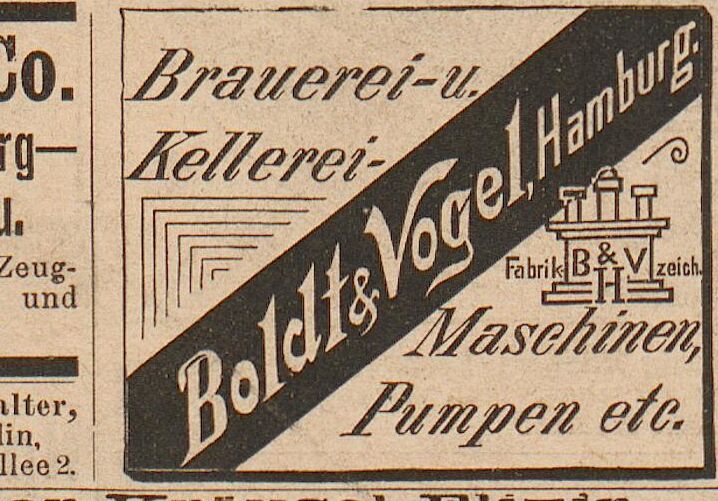 Co.
rg—
u.
Zeug-
und
alter,
lin,
llee 2.
Brauerei-u.
Kellerei-
Boldt & Vogel, Hamburg.
Fabrik B & V zeich.
H
Maschinen,
Pumpen etc.